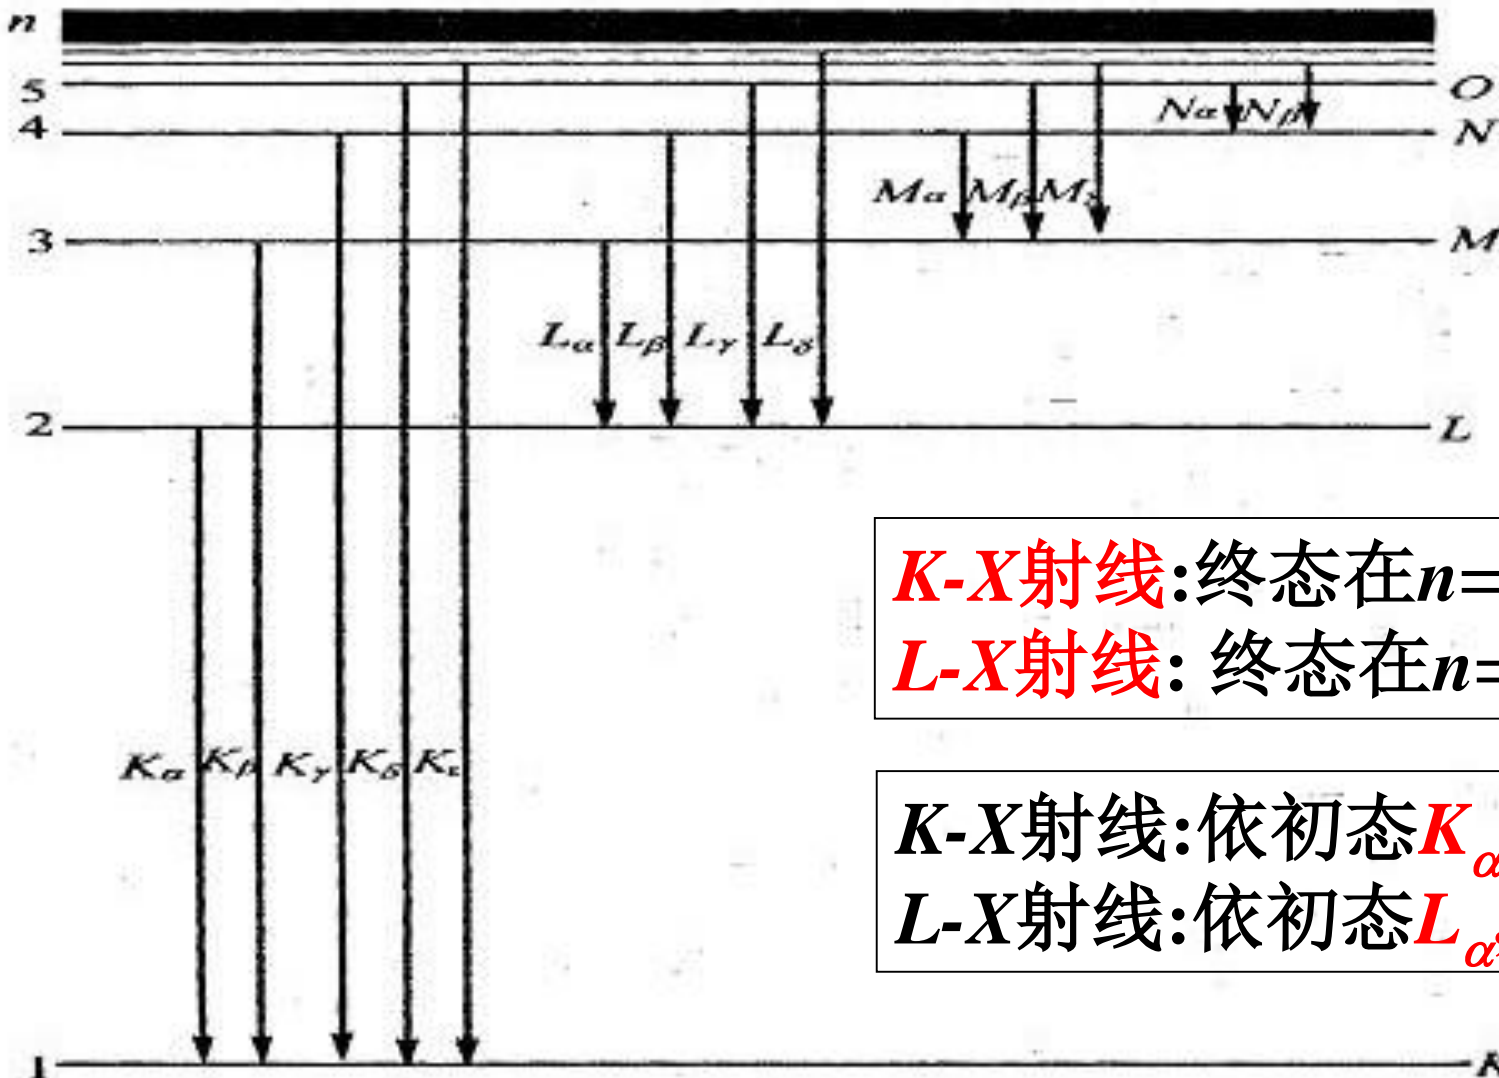 n
5 O
Nα Nβ
4 N
Mα Mβ
3 M
Lα Lβ Lγ Lδ
2 L
K-X射线:终态在n=
L-X射线: 终态在n=
Kα Kβ Kγ Kδ Kε
K-X射线:依初态Kα
L-X射线:依初态Lα
1 K